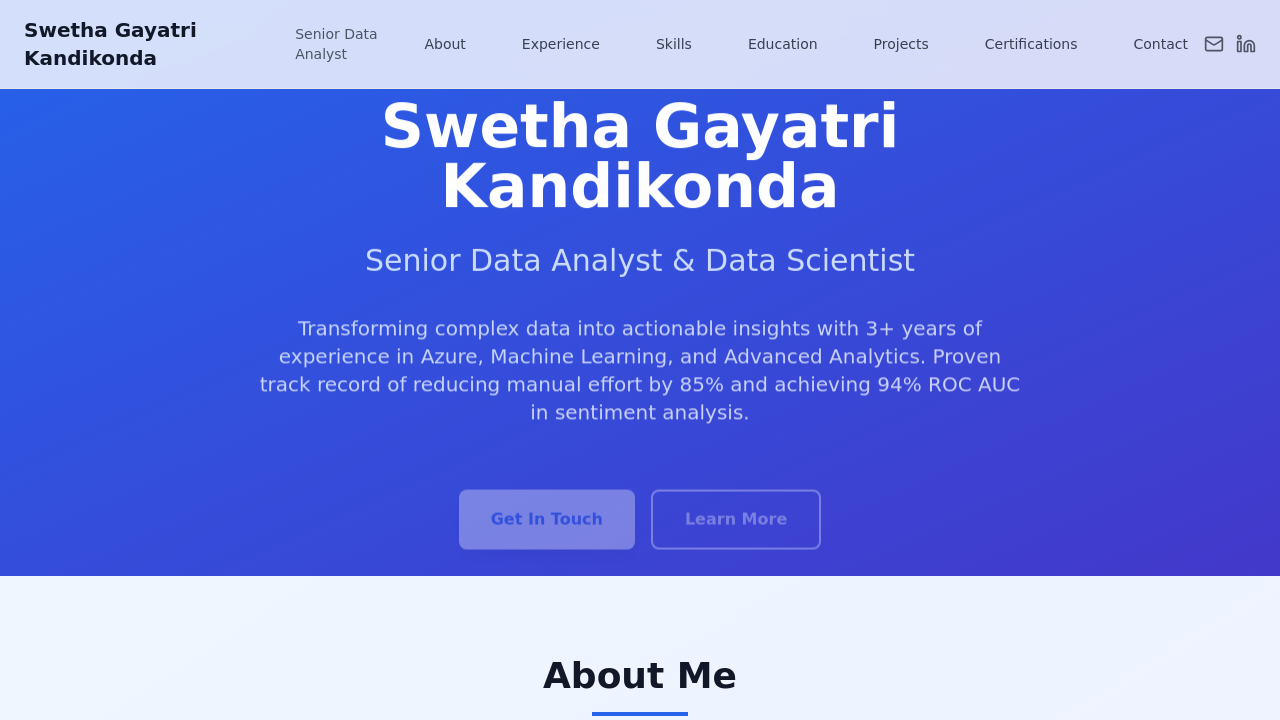 Swetha Gayatri
Kandikonda
Senior Data
Analyst
About
Experience
Skills
Education
Projects
Certifications
Contact
Swetha Gayatri
Kandikonda
Senior Data Analyst & Data Scientist
Transforming complex data into actionable insights with 3+ years of
experience in Azure, Machine Learning, and Advanced Analytics. Proven
track record of reducing manual effort by 85% and achieving 94% ROC AUC
in sentiment analysis.
Get In Touch
Learn More
About Me